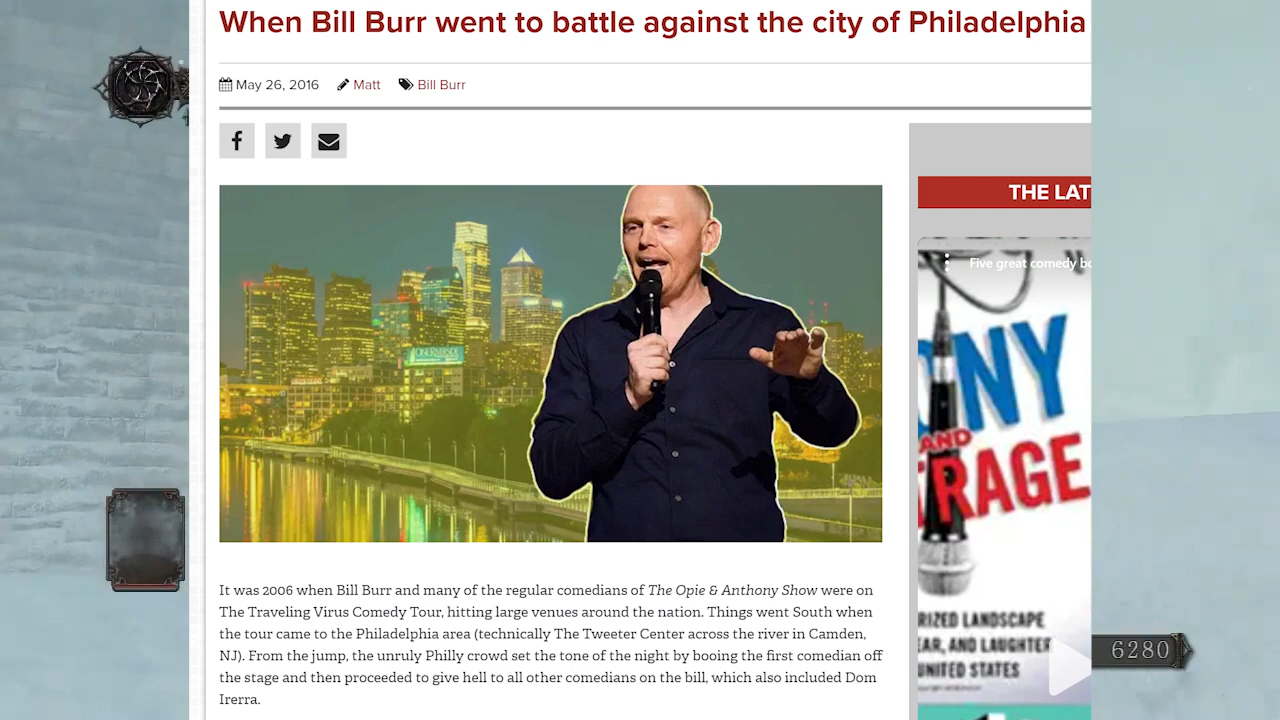 When Bill Burr went to battle against the city of Philadelphia
May 26, 2016 Matt Bill Burr
THE LAT
Five great comedy bo
NY
AND
RAGE
RIZED LANDSCAPE
EAR, AND LAUGHTER
UNITED STATES
It was 2006 when Bill Burr and many of the regular comedians of The Opie & Anthony Show were on
The Traveling Virus Comedy Tour, hitting large venues around the nation. Things went South when
the tour came to the Philadelphia area (technically The Tweeter Center across the river in Camden,
NJ). From the jump, the unruly Philly crowd set the tone of the night by booing the first comedian off
the stage and then proceeded to give hell to all other comedians on the bill, which also included Dom
Irerra.
6280